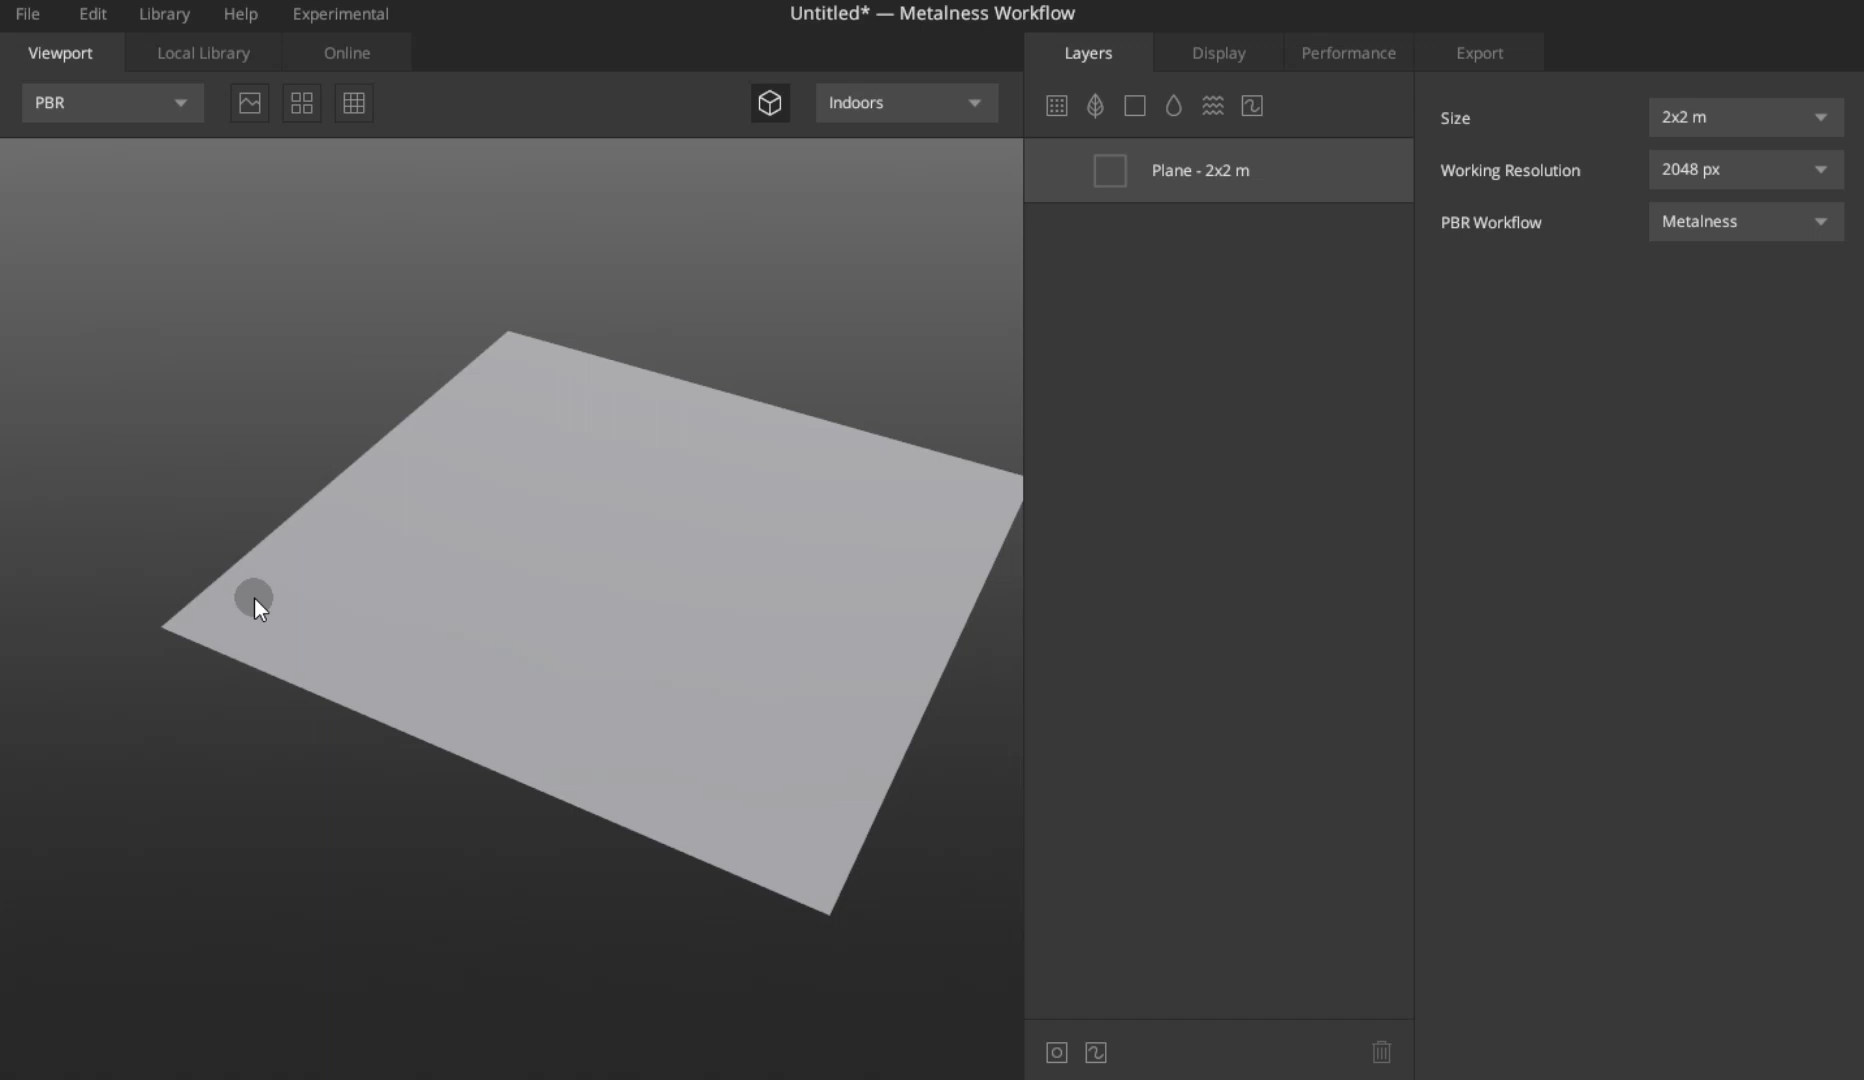 File Edit Library Help Experimental
Untitled* — Metalness Workflow
Viewport Local Library Online
Layers Display Performance Export
PBR
Indoors
Plane - 2x2 m
Size 2x2 m
Working Resolution 2048 px
PBR Workflow Metalness